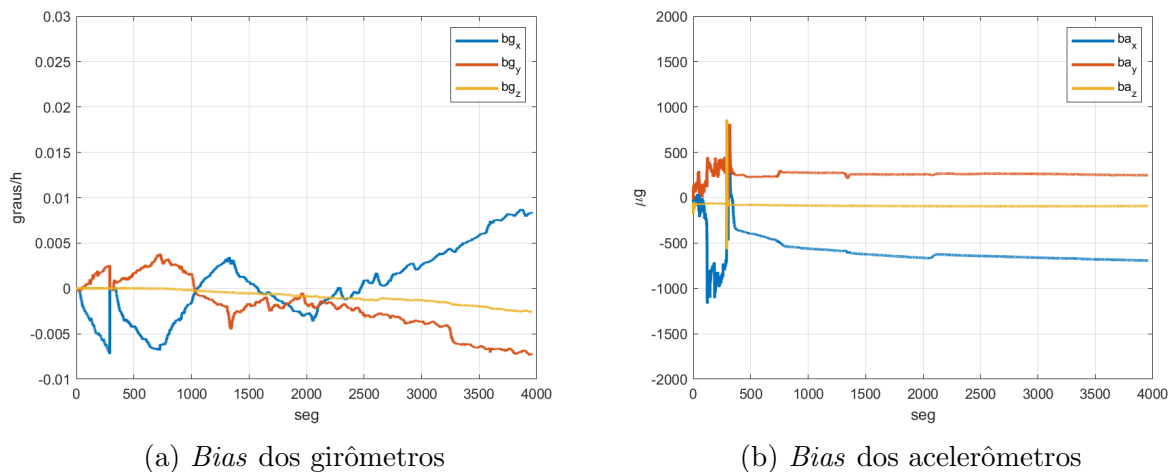 0.03
0.025
0.02
0.015
0.01
0.005
0
-0.005
-0.01
graus/h
0 500 1000 1500 2000 2500 3000 3500 4000
seg
bg_x
bg_y
bg_z
(a) Bias dos girômetros
2000
1500
1000
500
0
-500
-1000
-1500
-2000
μg
0 500 1000 1500 2000 2500 3000 3500 4000
seg
ba_x
ba_y
ba_z
(b) Bias dos acelerômetros